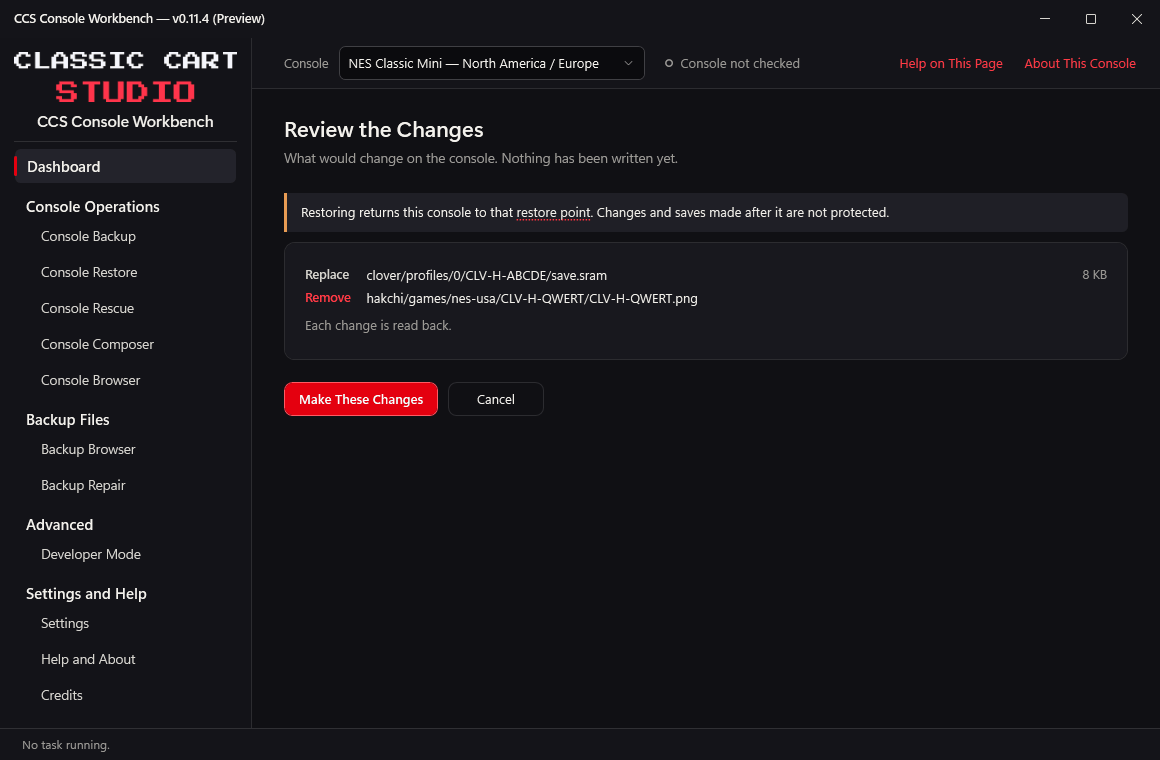 CCS Console Workbench — v0.11.4 (Preview)
CLASSIC CART
STUDIO
CCS Console Workbench
Dashboard
Console Operations
Console Backup
Console Restore
Console Rescue
Console Composer
Console Browser
Backup Files
Backup Browser
Backup Repair
Advanced
Developer Mode
Settings and Help
Settings
Help and About
Credits
Console NES Classic Mini — North America / Europe Console not checked Help on This Page About This Console
Review the Changes
What would change on the console. Nothing has been written yet.
Restoring returns this console to that restore point. Changes and saves made after it are not protected.
Replace clover/profiles/0/CLV-H-ABCDE/save.sram 8 KB
Remove hakchi/games/nes-usa/CLV-H-QWERT/CLV-H-QWERT.png
Each change is read back.
Make These Changes Cancel
No task running.